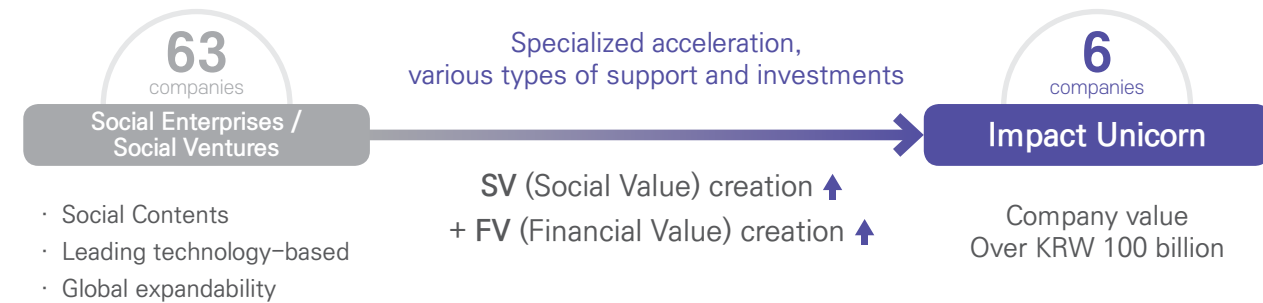 63
companies
Social Enterprises /
Social Ventures
· Social Contents
· Leading technology-based
· Global expandability
Specialized acceleration,
various types of support and investments
SV (Social Value) creation
+ FV (Financial Value) creation
6
companies
Impact Unicorn
Company value
Over KRW 100 billion